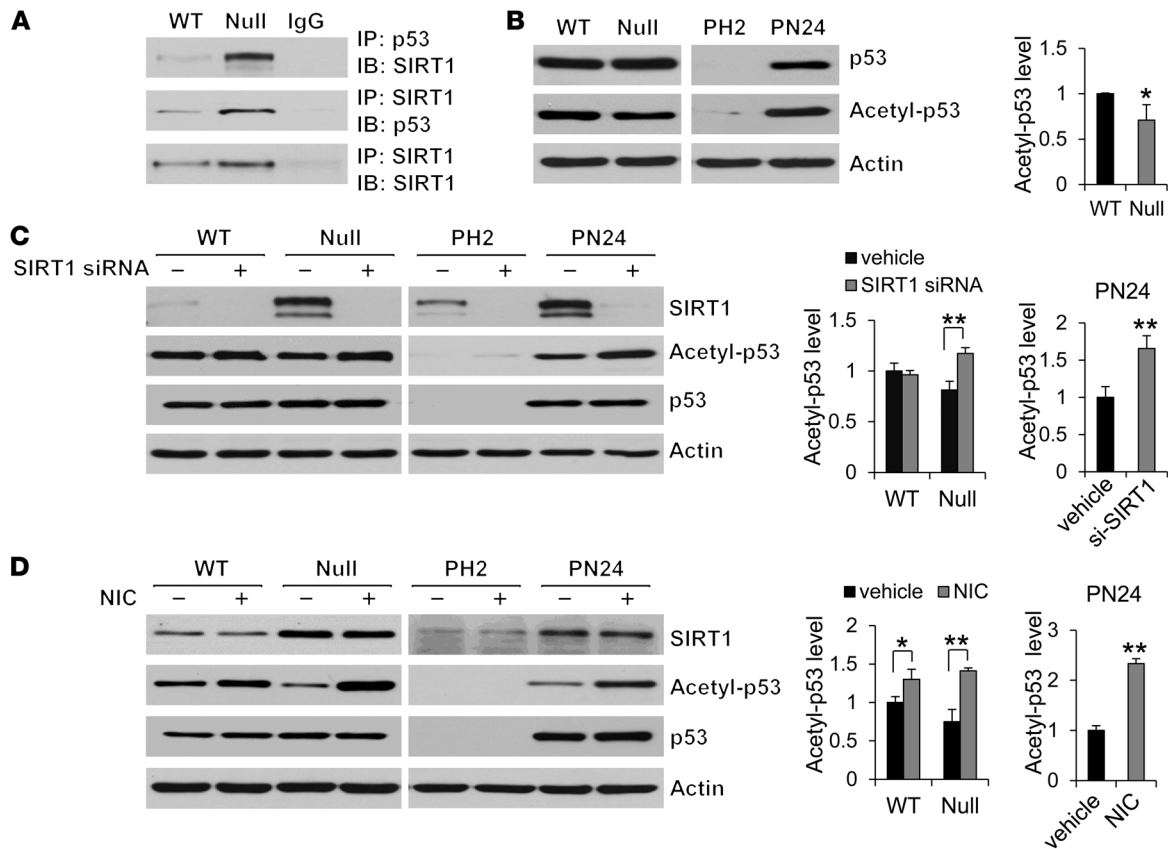 A
WT Null IgG
IP: p53
IB: SIRT1
IP: SIRT1
IB: p53
IP: SIRT1
IB: SIRT1
B
WT Null PH2 PN24
p53
Acetyl-p53
Actin
Acetyl-p53 level
1.5
1
0.5
0
*
WT Null
C
WT Null PH2 PN24
SIRT1 siRNA − + − + − + − +
SIRT1
Acetyl-p53
p53
Actin
vehicle
SIRT1 siRNA
Acetyl-p53 level
1.5
1
0.5
0
**
WT Null
PN24
Acetyl-p53 level
2
1.5
1
0.5
0
**
vehicle
si-SIRT1
D
WT Null PH2 PN24
NIC − + − + − + − +
SIRT1
Acetyl-p53
p53
Actin
vehicle NIC
Acetyl-p53 level
2
1.5
1
0.5
0
* **
WT Null
PN24
Acetyl-p53 level
3
2
1
0
**
vehicle
NIC